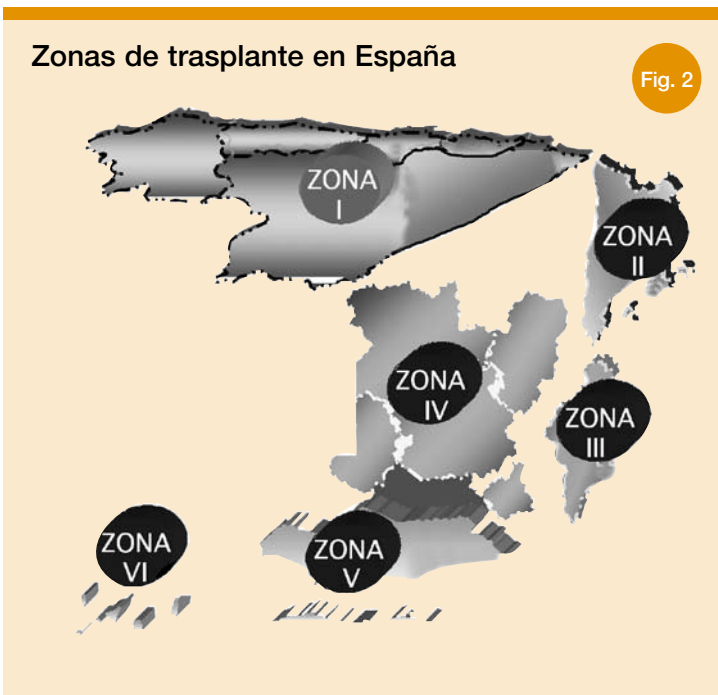 Zonas de trasplante en España
Fig. 2
ZONA
I
ZONA
II
ZONA
IV
ZONA
III
ZONA
VI
ZONA
V